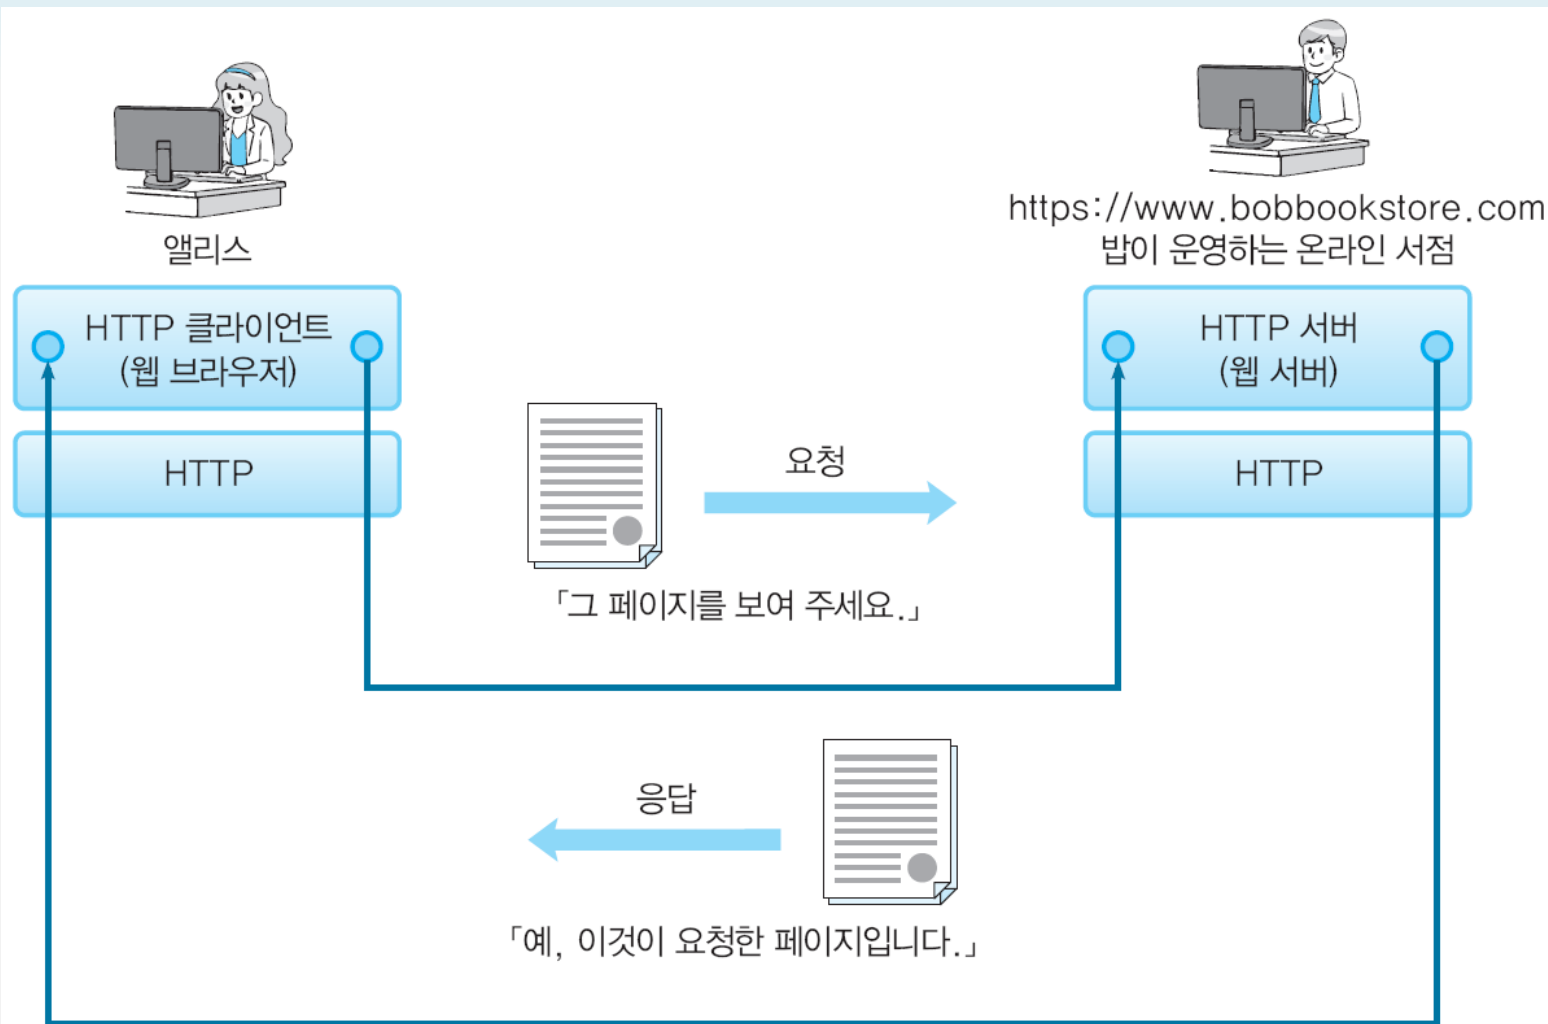 앨리스
https://www.bobbookstore.com
밥이 운영하는 온라인 서점
HTTP 클라이언트
(웹 브라우저)
HTTP
HTTP 서버
(웹 서버)
HTTP
요청
「그 페이지를 보여 주세요.」
응답
「예, 이것이 요청한 페이지입니다.」